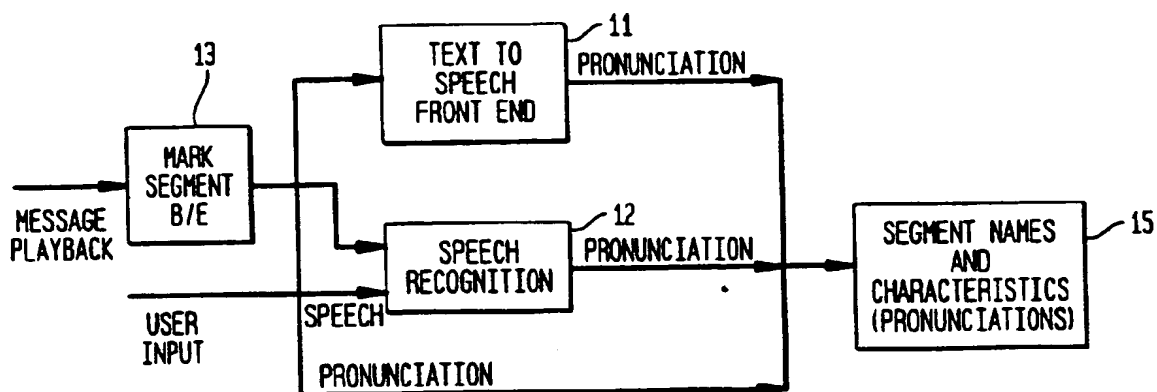 11
TEXT TO
SPEECH
FRONT END
PRONUNCIATION
13
MARK
SEGMENT
B/E
MESSAGE
PLAYBACK
12
SPEECH
RECOGNITION
PRONUNCIATION
15
SEGMENT NAMES
AND
CHARACTERISTICS
(PRONUNCIATIONS)
USER
INPUT
SPEECH
PRONUNCIATION